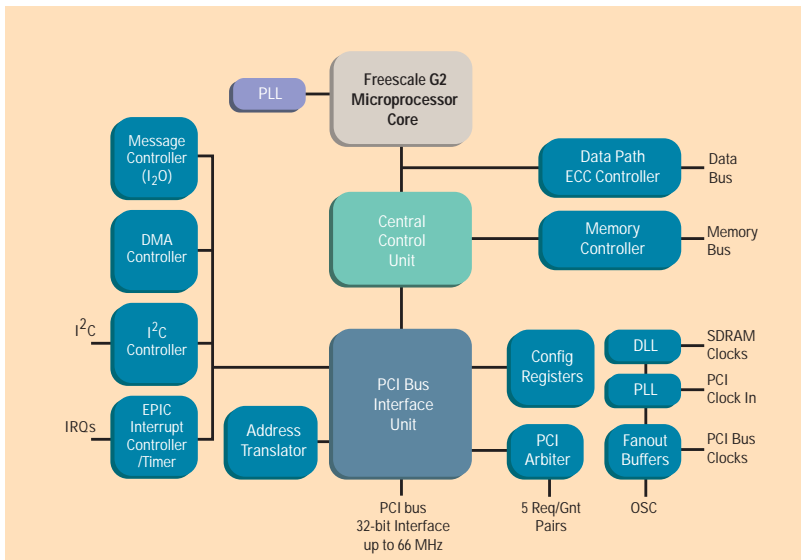 Freescale G2
Microprocessor
Core
PLL
Message
Controller
(I₂O)
Data Path
ECC Controller
Data
Bus
DMA
Controller
Central
Control
Unit
Memory
Controller
Memory
Bus
I²C
I²C
Controller
PCI Bus
Interface
Unit
Config
Registers
DLL
SDRAM
Clocks
PLL
PCI
Clock In
IRQs
EPIC
Interrupt
Controller
/Timer
Address
Translator
PCI
Arbiter
Fanout
Buffers
PCI Bus
Clocks
PCI bus
32-bit Interface
up to 66 MHz
5 Req/Gnt
Pairs
OSC